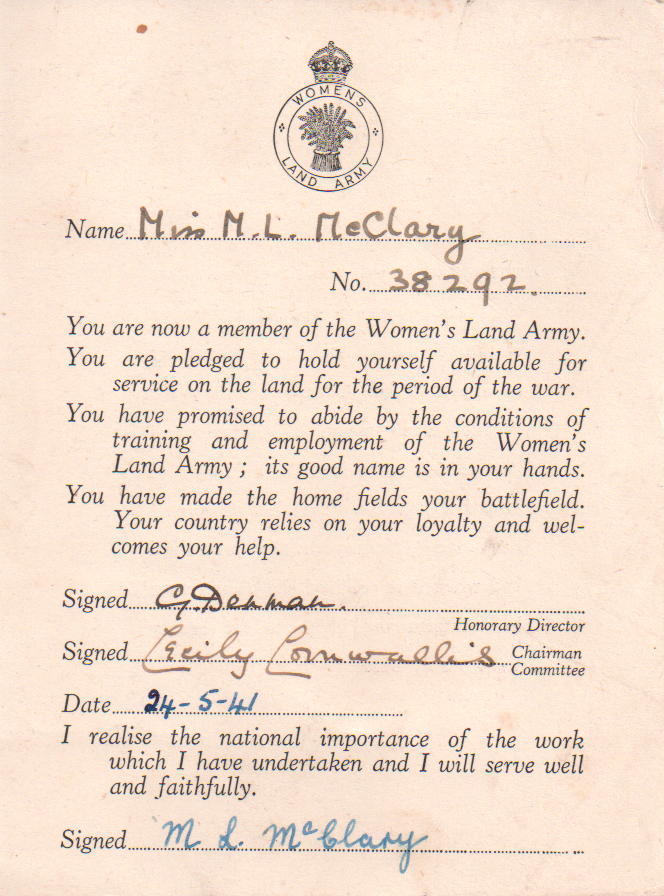 WOMENS
LAND ARMY
Name Miss M.L. McClary
No. 38292.
You are now a member of the Women's Land Army.
You are pledged to hold yourself available for
service on the land for the period of the war.
You have promised to abide by the conditions of
training and employment of the Women's
Land Army ; its good name is in your hands.
You have made the home fields your battlefield.
Your country relies on your loyalty and wel-
comes your help.
Signed G. Denman.
Honorary Director
Signed Cecily Cornwallis Chairman
Committee
Date 24-5-41
I realise the national importance of the work
which I have undertaken and I will serve well
and faithfully.
Signed M L. McClary